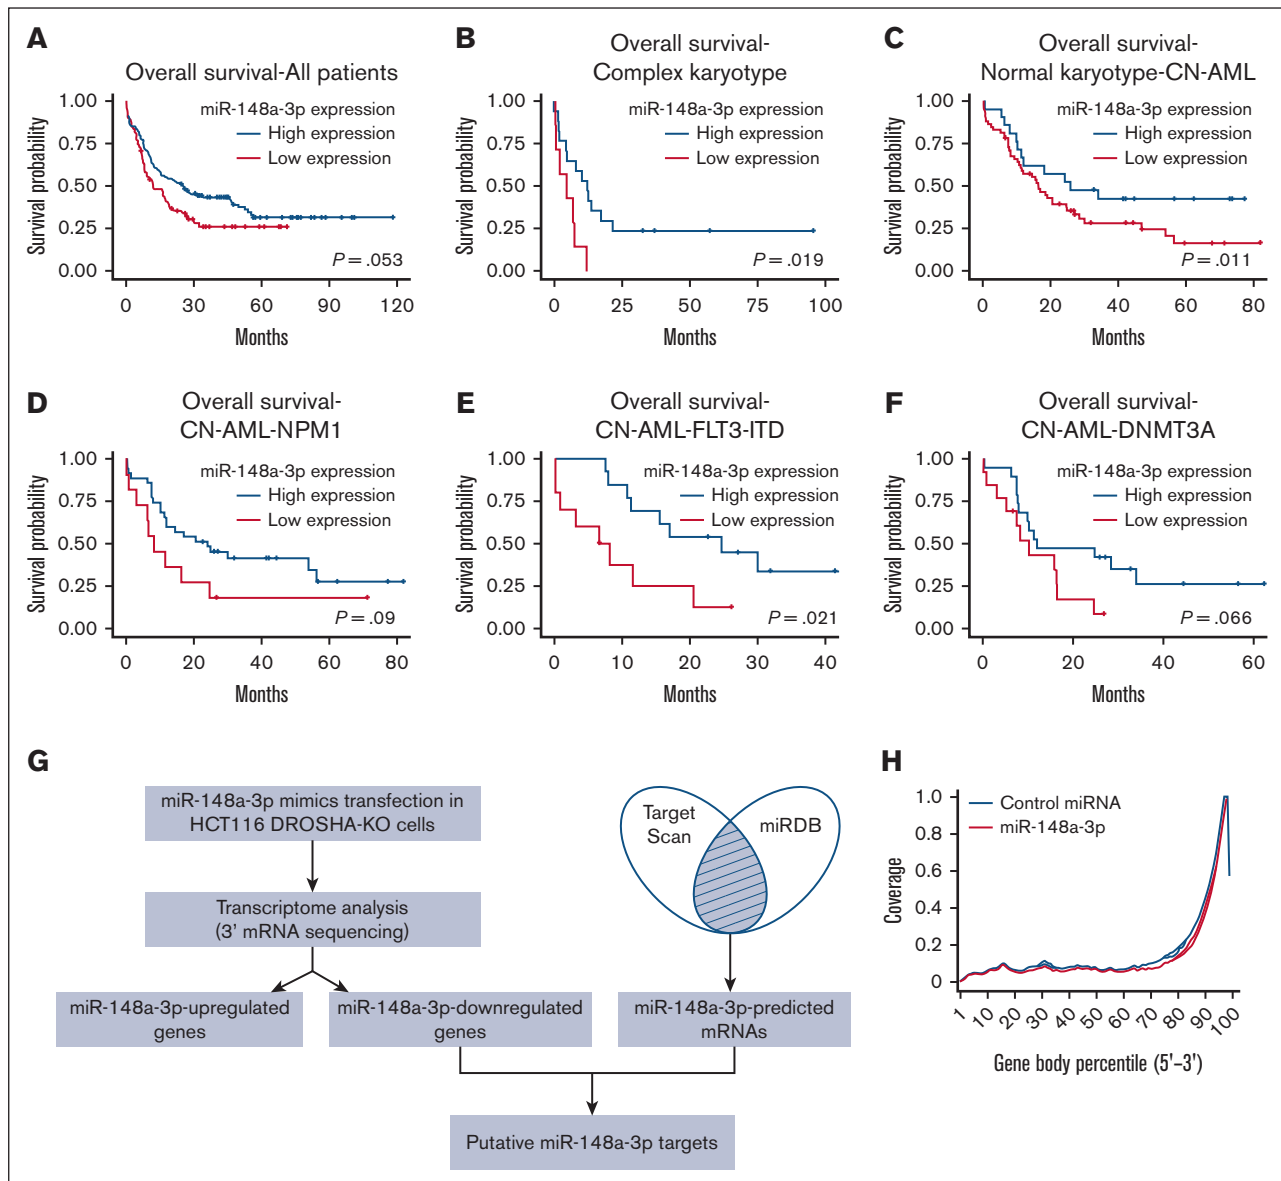 A
Overall survival-All patients
miR-148a-3p expression
High expression
Low expression
Survival probability
1.00
0.75
0.50
0.25
0.00
P = .053
0 30 60 90 120
Months
B
Overall survival-
Complex karyotype
miR-148a-3p expression
High expression
Low expression
Survival probability
1.00
0.75
0.50
0.25
0.00
P = .019
0 25 50 75 100
Months
C
Overall survival-
Normal karyotype-CN-AML
miR-148a-3p expression
High expression
Low expression
Survival probability
1.00
0.75
0.50
0.25
0.00
P = .011
0 20 40 60 80
Months
D
Overall survival-
CN-AML-NPM1
miR-148a-3p expression
High expression
Low expression
Survival probability
1.00
0.75
0.50
0.25
0.00
P = .09
0 20 40 60 80
Months
E
Overall survival-
CN-AML-FLT3-ITD
miR-148a-3p expression
High expression
Low expression
Survival probability
1.00
0.75
0.50
0.25
0.00
P = .021
0 10 20 30 40
Months
F
Overall survival-
CN-AML-DNMT3A
miR-148a-3p expression
High expression
Low expression
Survival probability
1.00
0.75
0.50
0.25
0.00
P = .066
0 20 40 60
Months
G
miR-148a-3p mimics transfection in
HCT116 DROSHA-KO cells
Transcriptome analysis
(3' mRNA sequencing)
miR-148a-3p-upregulated
genes
miR-148a-3p-downregulated
genes
Target
Scan
miRDB
miR-148a-3p-predicted
mRNAs
Putative miR-148a-3p targets
H
Control miRNA
miR-148a-3p
Coverage
1.0
0.8
0.6
0.4
0.2
0
1 10 20 30 40 50 60 70 80 90 100
Gene body percentile (5'–3')